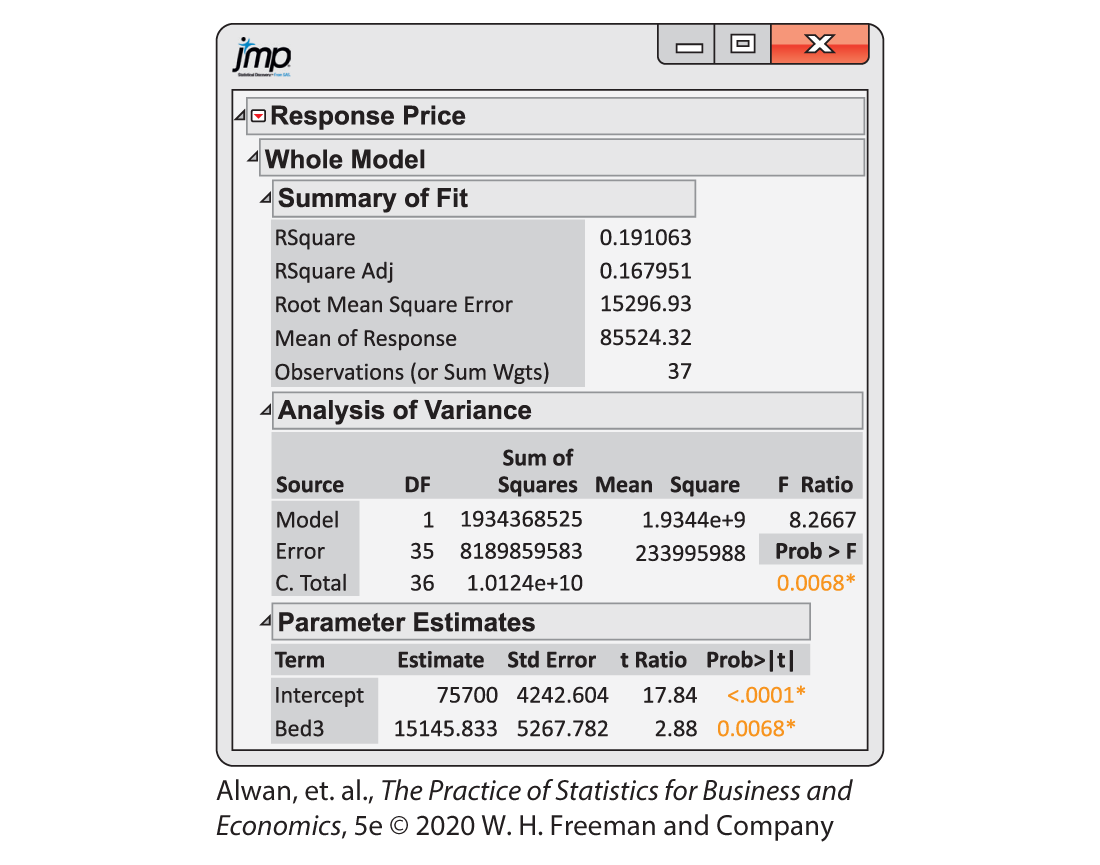 jmp
Statistical Discovery™ From SAS.
Response Price
Whole Model
Summary of Fit
RSquare 0.191063
RSquare Adj 0.167951
Root Mean Square Error 15296.93
Mean of Response 85524.32
Observations (or Sum Wgts) 37
Analysis of Variance
Source DF Sum of Squares Mean Square F Ratio
Model 1 1934368525 1.9344e+9 8.2667
Error 35 8189859583 233995988 Prob > F
C. Total 36 1.0124e+10 0.0068*
Parameter Estimates
Term Estimate Std Error t Ratio Prob>|t|
Intercept 75700 4242.604 17.84 <.0001*
Bed3 15145.833 5267.782 2.88 0.0068*
Alwan, et. al., The Practice of Statistics for Business and
Economics, 5e © 2020 W. H. Freeman and Company